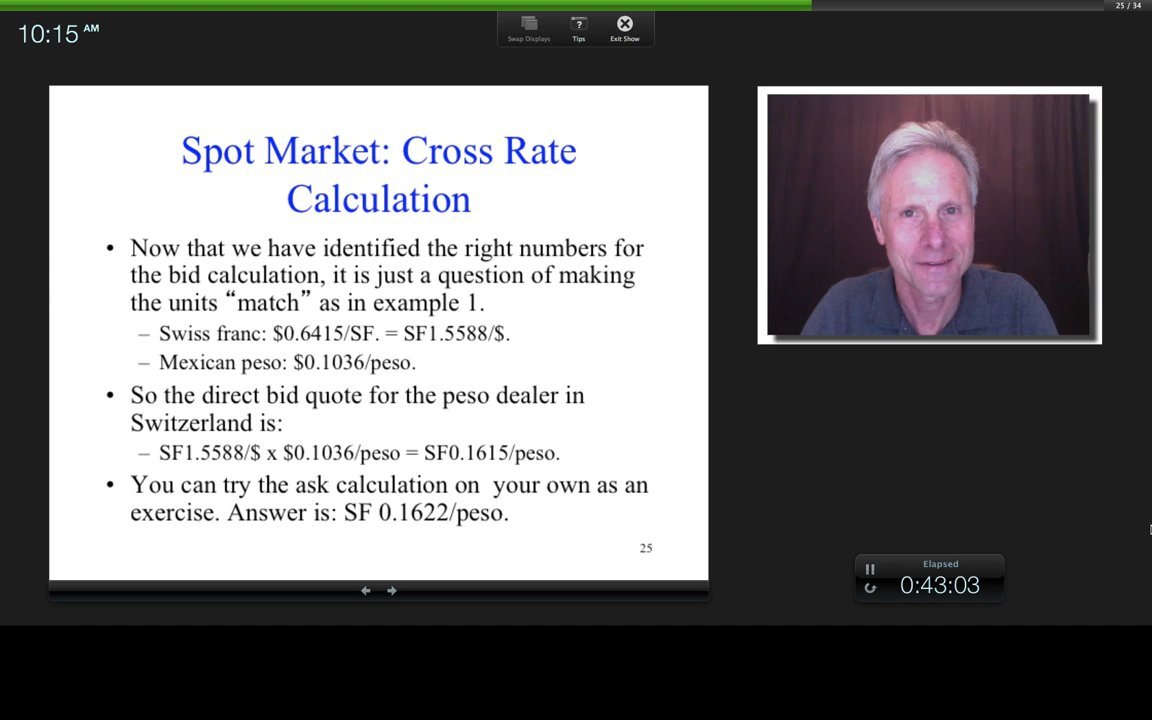 25 / 34
10:15 AM
Swap Displays
Tips
Exit Show
Spot Market: Cross Rate
Calculation
• Now that we have identified the right numbers for
the bid calculation, it is just a question of making
the units “match” as in example 1.
– Swiss franc: $0.6415/SF. = SF1.5588/$.
– Mexican peso: $0.1036/peso.
• So the direct bid quote for the peso dealer in
Switzerland is:
– SF1.5588/$ x $0.1036/peso = SF0.1615/peso.
• You can try the ask calculation on your own as an
exercise. Answer is: SF 0.1622/peso.
25
Elapsed
0:43:03